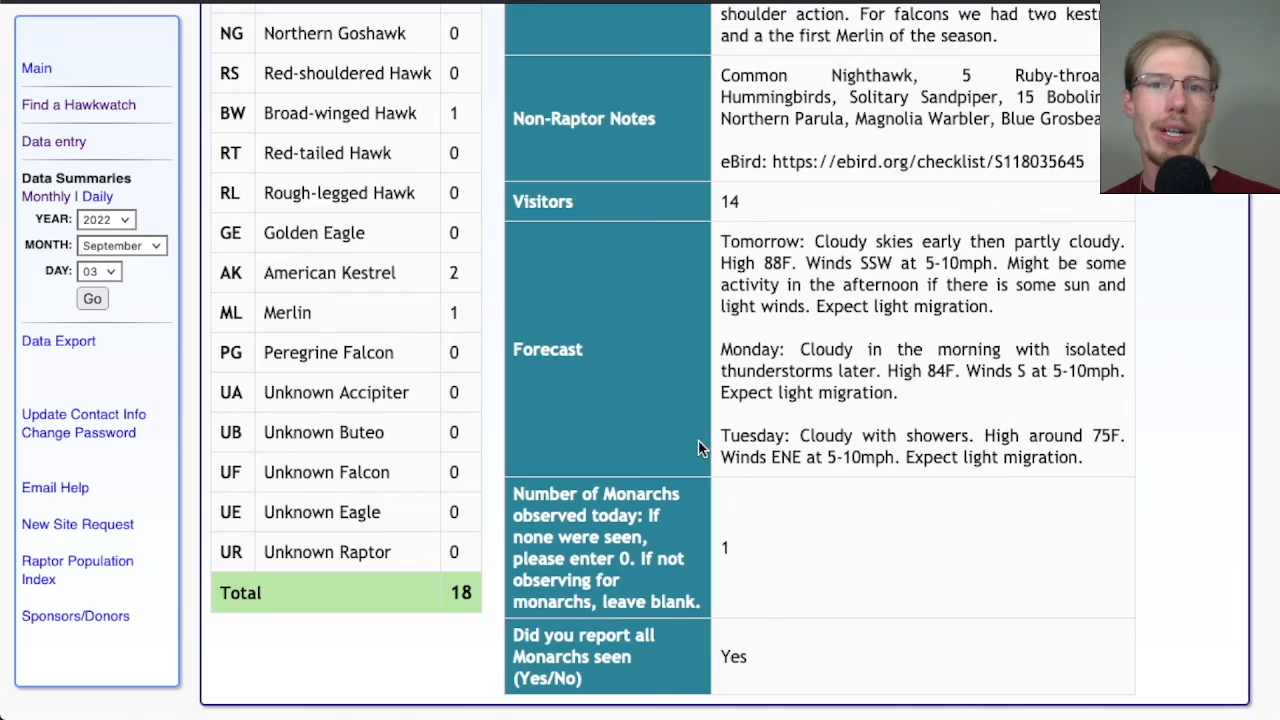 Main
Find a Hawkwatch
Data entry
Data Summaries
Monthly | Daily
YEAR: 2022
MONTH: September
DAY: 03
Go
Data Export
Update Contact Info
Change Password
Email Help
New Site Request
Raptor Population
Index
Sponsors/Donors
NG Northern Goshawk 0
RS Red-shouldered Hawk 0
BW Broad-winged Hawk 1
RT Red-tailed Hawk 0
RL Rough-legged Hawk 0
GE Golden Eagle 0
AK American Kestrel 2
ML Merlin 1
PG Peregrine Falcon 0
UA Unknown Accipiter 0
UB Unknown Buteo 0
UF Unknown Falcon 0
UE Unknown Eagle 0
UR Unknown Raptor 0
Total 18
shoulder action. For falcons we had two
and a the first Merlin of the season.
Non-Raptor Notes
Common Nighthawk, 5
Hummingbirds, Solitary Sandpiper, 15
Northern Parula, Magnolia Warbler, Blue
eBird: https://ebird.org/checklist/S118035645
Visitors
14
Forecast
Tomorrow: Cloudy skies early then partly cloudy.
High 88F. Winds SSW at 5-10mph. Might be some
activity in the afternoon if there is some sun and
light winds. Expect light migration.
Monday: Cloudy in the morning with isolated
thunderstorms later. High 84F. Winds S at 5-10mph.
Expect light migration.
Tuesday: Cloudy with showers. High around 75F.
Winds ENE at 5-10mph. Expect light migration.
Number of Monarchs
observed today: If
none were seen,
please enter 0. If not
observing for
monarchs, leave blank.
1
Did you report all
Monarchs seen
(Yes/No)
Yes